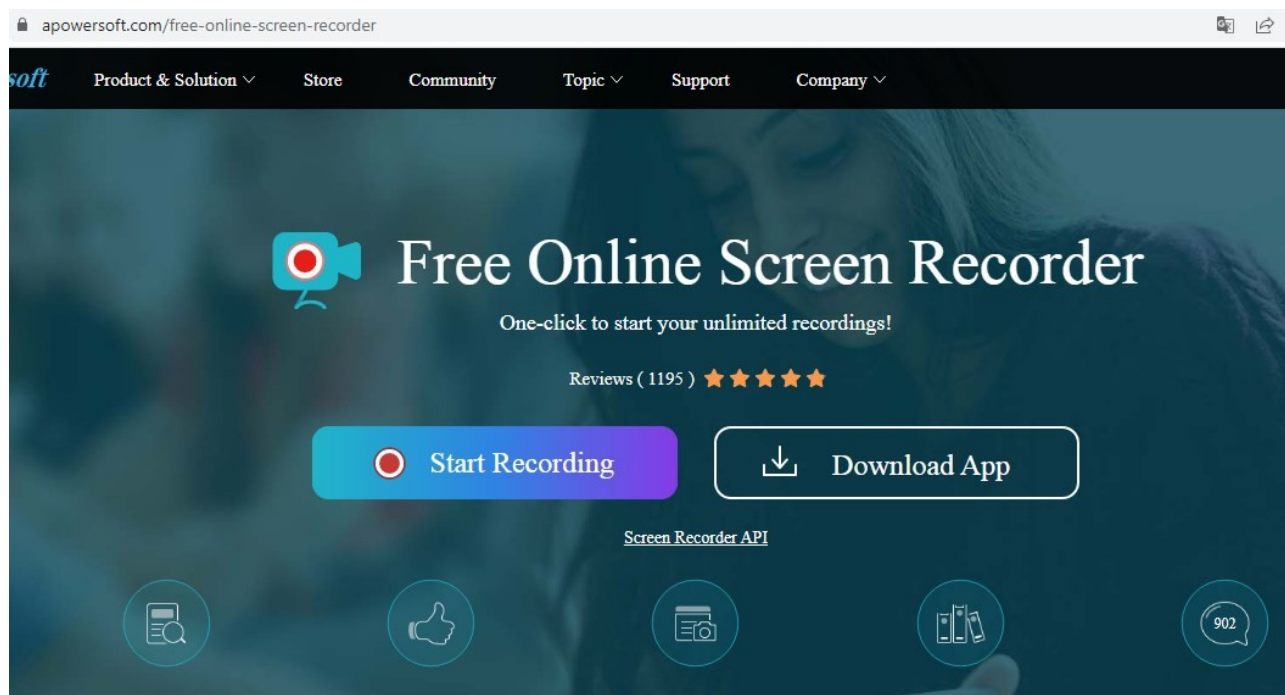 apowersoft.com/free-online-screen-recorder
soft Product & Solution Store Community Topic Support Company
Free Online Screen Recorder
One-click to start your unlimited recordings!
Reviews ( 1195 )
Start Recording Download App
Screen Recorder API
902